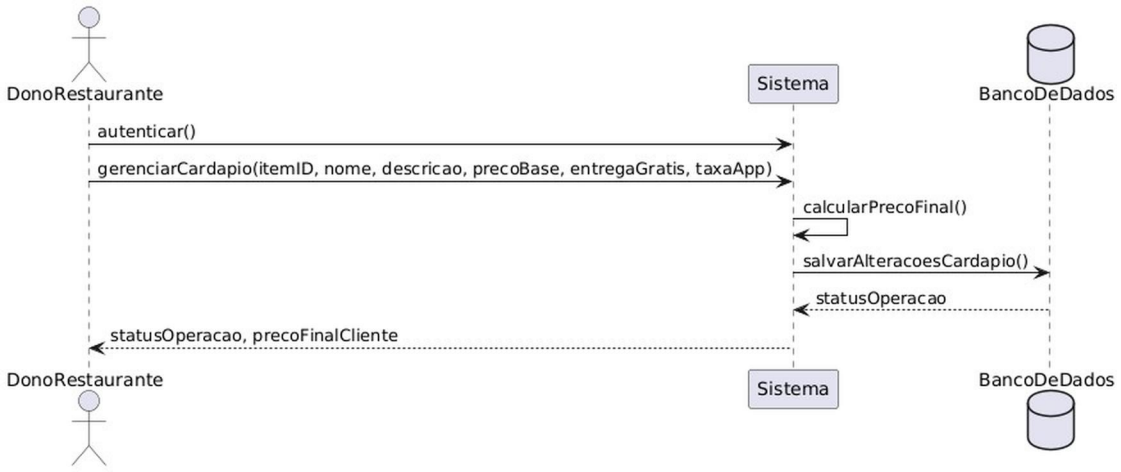 DonoRestaurante
Sistema
BancoDeDados
autenticar()
gerenciarCardapio(itemID, nome, descricao, precoBase, entregaGratis, taxaApp)
calcularPrecoFinal()
salvarAlteracoesCardapio()
statusOperacao
statusOperacao, precoFinalCliente
DonoRestaurante
Sistema
BancoDeDados